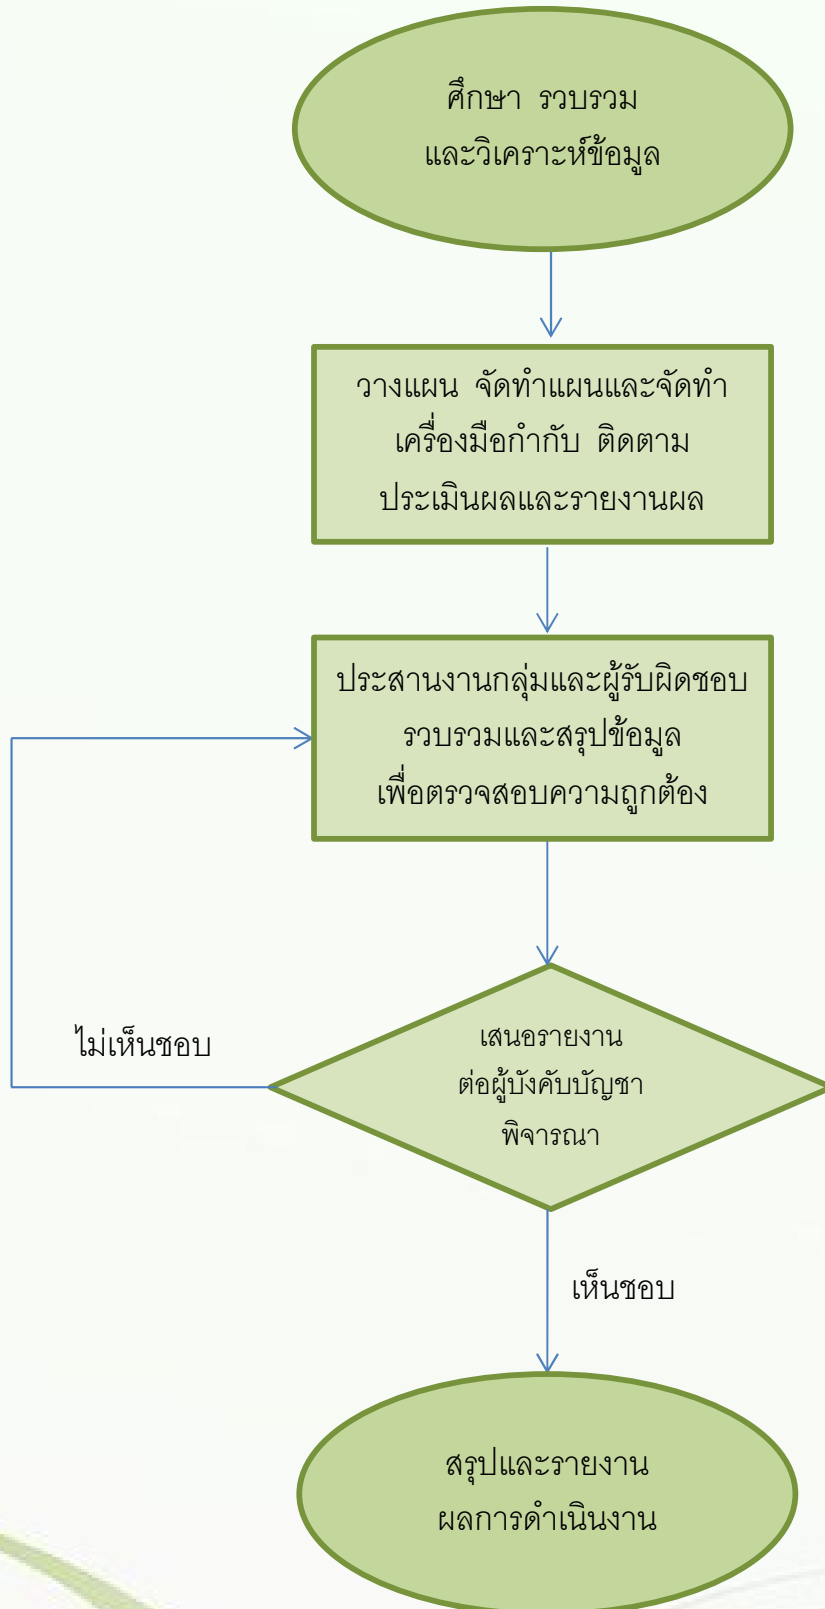 ศึกษา รวบรวม
และวิเคราะห์ข้อมูล
วางแผน จัดทำแผนและจัดทำ
เครื่องมือกำกับ ติดตาม
ประเมินผลและรายงานผล
ประสานงานกลุ่มและผู้รับผิดชอบ
รวบรวมและสรุปข้อมูล
เพื่อตรวจสอบความถูกต้อง
ไม่เห็นชอบ
เสนอรายงาน
ต่อผู้บังคับบัญชา
พิจารณา
เห็นชอบ
สรุปและรายงาน
ผลการดำเนินงาน